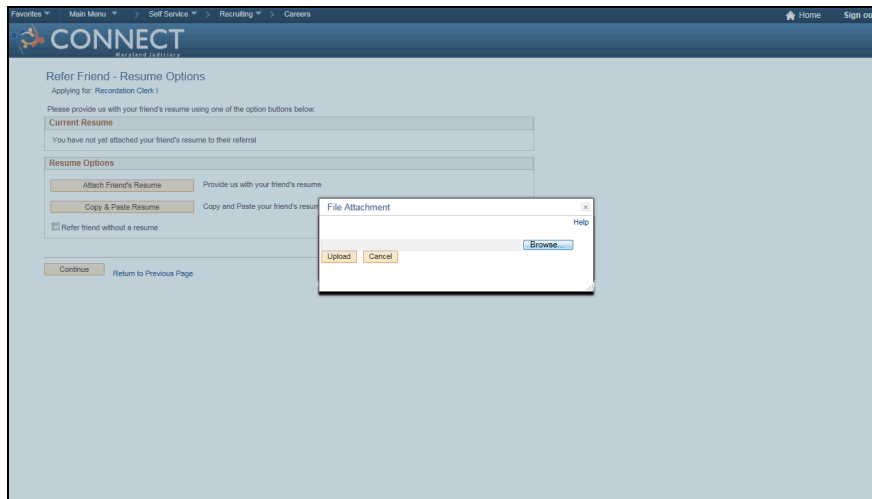 Favorites Main Menu > Self Service > Recruiting > Careers Home Sign ou
CONNECT
Maryland Judiciary
Refer Friend - Resume Options
Applying for: Recordation Clerk I
Please provide us with your friend's resume using one of the option buttons below:
Current Resume
You have not yet attached your friend's resume to their referral
Resume Options
Attach Friend's Resume Provide us with your friend's resume
Copy & Paste Resume Copy and Paste your friend's resum
Refer friend without a resume
Continue Return to Previous Page
File Attachment
Help
Browse...
Upload Cancel